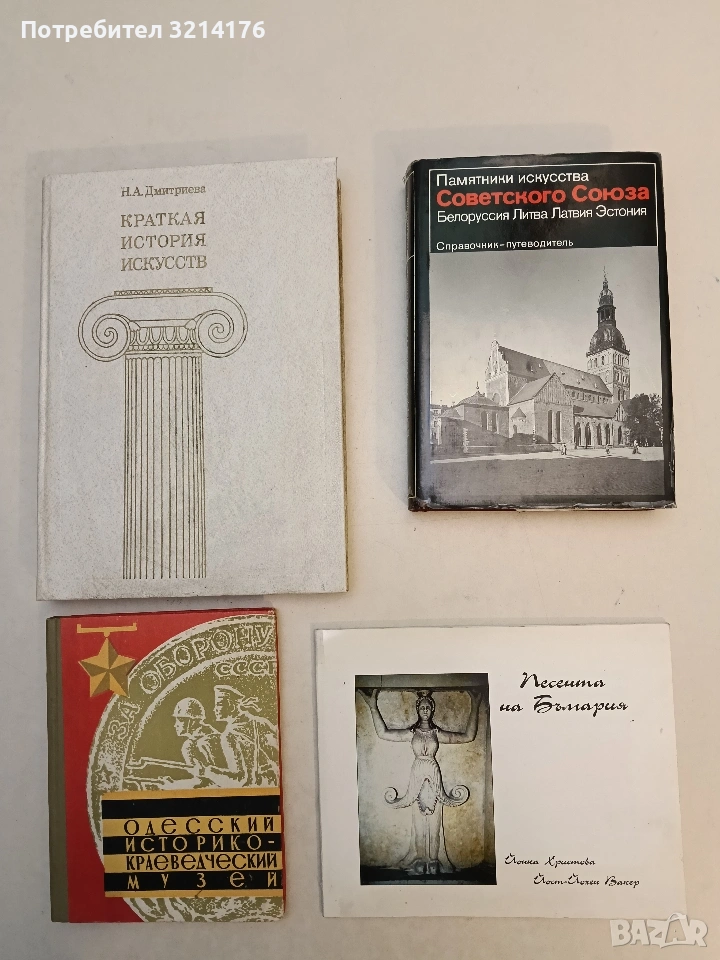 Потребител 3214176
Н.А.Дмитриева
КРАТКАЯ
ИСТОРИЯ
ИСКУССТВ
Памятники искусства
Советского Союза
Белоруссия Литва Латвия Эстония
Справочник-путеводитель
ЗА ОБОРОНУ
СССР
ОДЕССКИЙ
ИСТОРИКО-
КРАЕВЕДЧЕСКИЙ
МУЗЕЙ
Песента
на България
Йонка Христова
Йост-Йохен Вакер
BAZAR